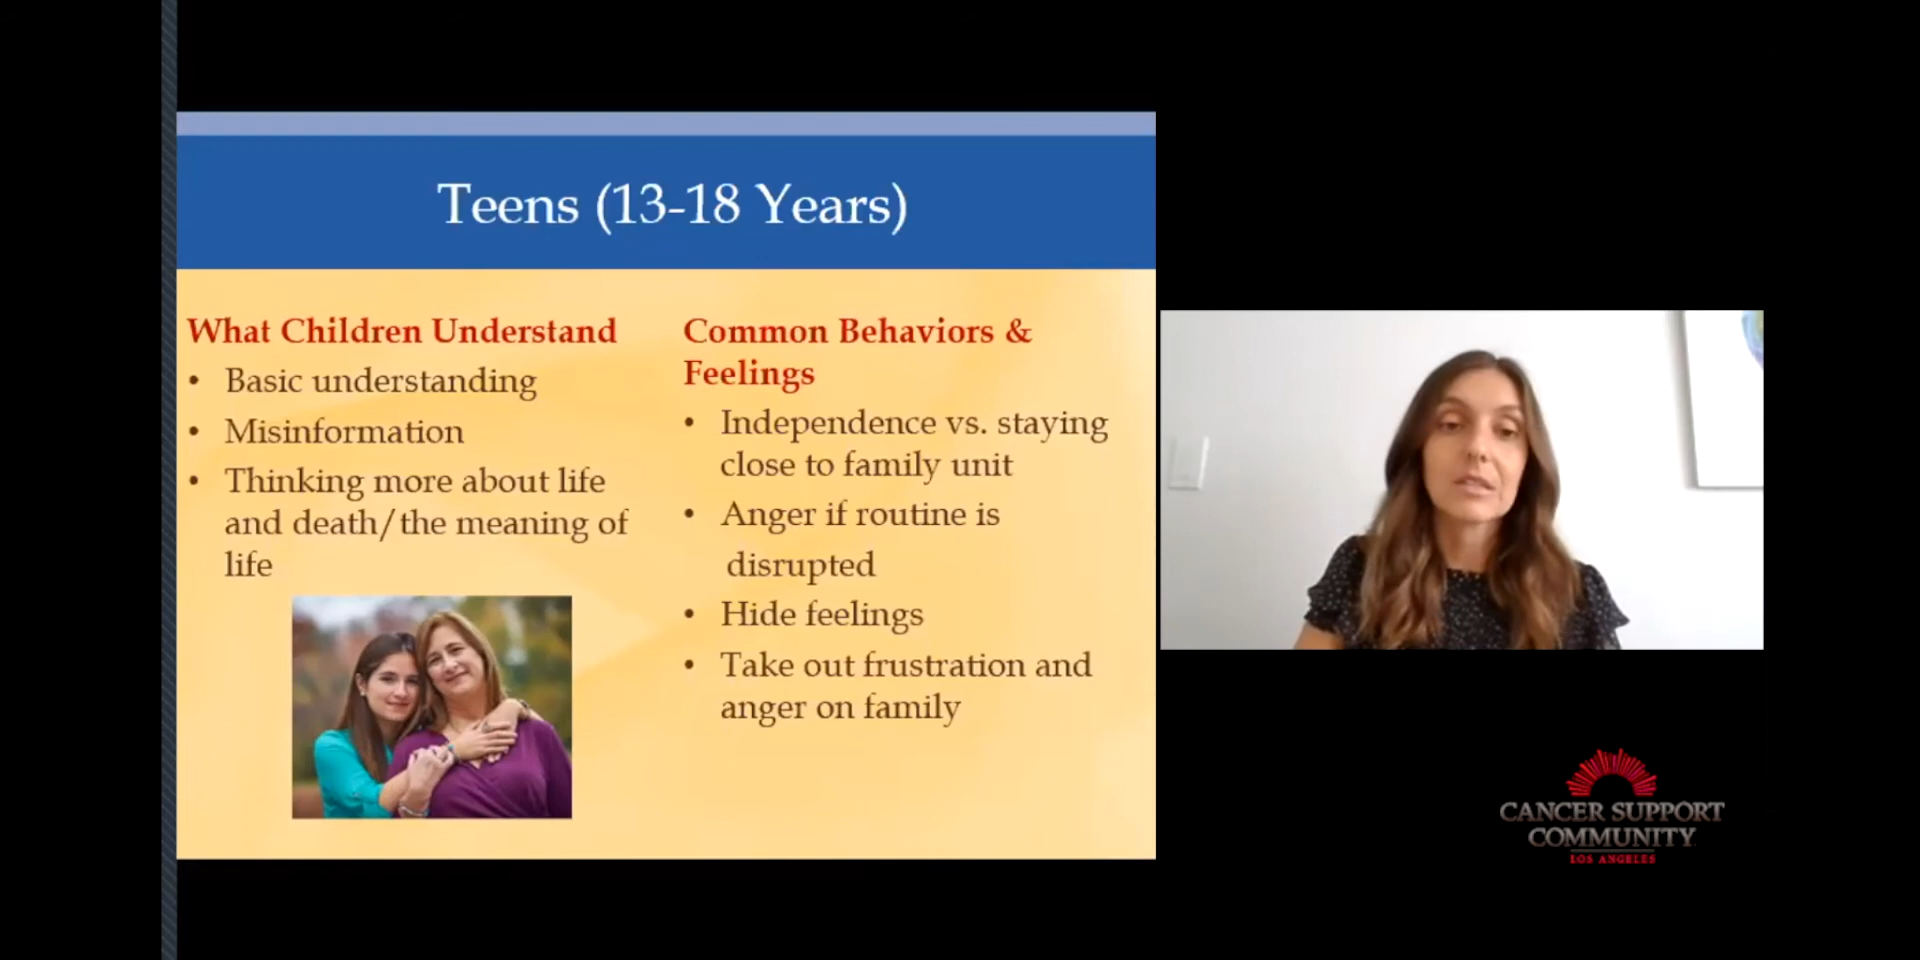 Teens (13-18 Years)
What Children Understand
• Basic understanding
• Misinformation
• Thinking more about life
and death/the meaning of
life
Common Behaviors &
Feelings
• Independence vs. staying
close to family unit
• Anger if routine is
disrupted
• Hide feelings
• Take out frustration and
anger on family
CANCER SUPPORT
COMMUNITY
LOS ANGELES